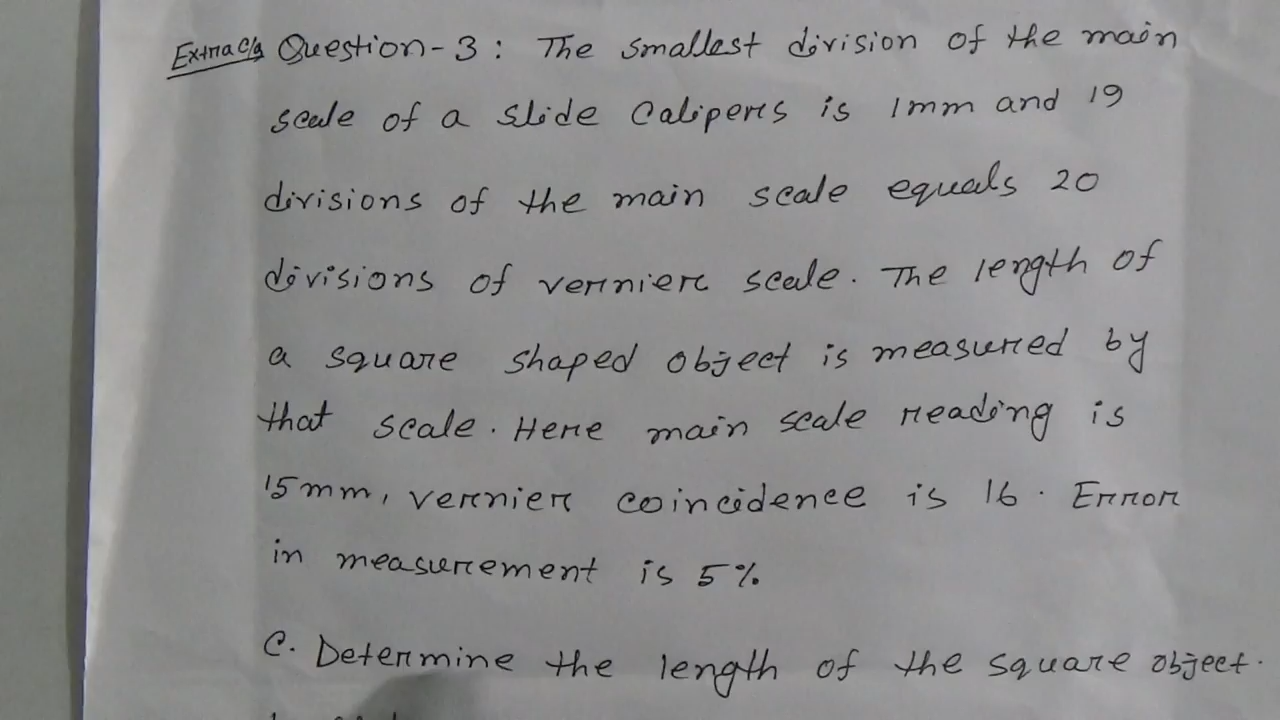 Extra c/q Question-3: The smallest division of the main
scale of a slide Calipers is 1mm and 19
divisions of the main scale equals 20
divisions of vernier scale. The length of
a square shaped object is measured by
that scale. Here main scale reading is
15mm, vernier coincidence is 16. Error
in measurement is 5%
C. Determine the length of the square object.